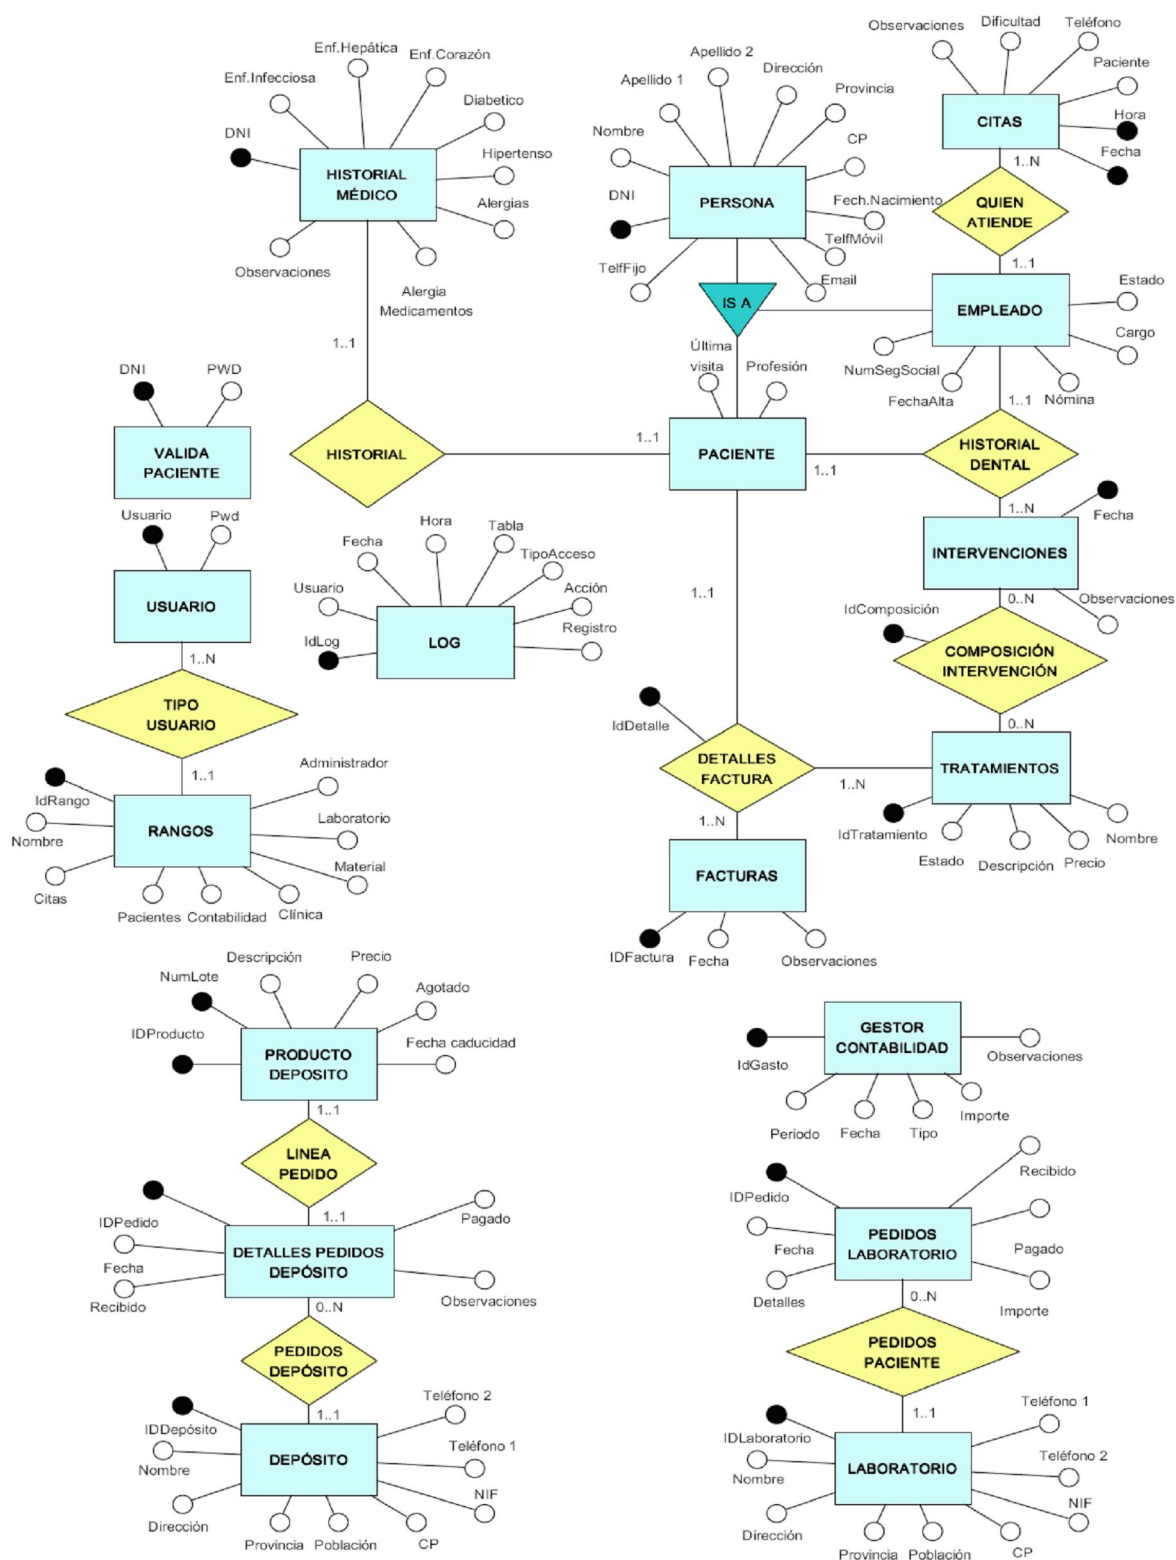 Observaciones
Dificultad
Teléfono
Paciente
Hora
Fecha
CITAS
1..N
QUIEN
ATIENDE
1..1
Enf.Hepática
Enf.Corazón
Enf.Infecciosa
Diabetico
DNI
Hipertenso
HISTORIAL
MÉDICO
Alergias
Observaciones
Alergia
Medicamentos
1..1
Apellido 2
Apellido 1
Dirección
Provincia
Nombre
CP
DNI
PERSONA
Fech.Nacimiento
TelfMóvil
TelfFijo
Email
IS A
EMPLEADO
Estado
Cargo
NumSegSocial
FechaAlta
Nómina
1..1
Última
visita
Profesión
DNI
PWD
VALIDA
PACIENTE
HISTORIAL
1..1
PACIENTE
1..1
HISTORIAL
DENTAL
1..N
Fecha
INTERVENCIONES
0..N
Observaciones
IdComposición
COMPOSICIÓN
INTERVENCIÓN
0..N
Usuario
Pwd
USUARIO
1..N
TIPO
USUARIO
1..1
Hora
Tabla
Fecha
TipoAcceso
Usuario
Acción
IdLog
LOG
Registro
1..1
IdDetalle
DETALLES
FACTURA
1..N
1..N
TRATAMIENTOS
IdTratamiento
Nombre
Estado
Descripción
Precio
IdRango
Administrador
Nombre
RANGOS
Laboratorio
Citas
Material
Pacientes
Contabilidad
Clínica
FACTURAS
IDFactura
Fecha
Observaciones
Descripción
Precio
NumLote
Agotado
IDProducto
PRODUCTO
DEPOSITO
Fecha caducidad
1..1
LINEA
PEDIDO
1..1
IDPedido
Pagado
Fecha
DETALLES PEDIDOS
DEPÓSITO
Recibido
Observaciones
0..N
PEDIDOS
DEPÓSITO
1..1
IDDepósito
Teléfono 2
Nombre
DEPÓSITO
Teléfono 1
Dirección
NIF
Provincia
Población
CP
GESTOR
CONTABILIDAD
IdGasto
Observaciones
Periodo
Fecha
Tipo
Importe
IDPedido
Recibido
Fecha
PEDIDOS
LABORATORIO
Pagado
Detalles
Importe
0..N
PEDIDOS
PACIENTE
1..1
IDLaboratorio
Teléfono 1
Nombre
LABORATORIO
Teléfono 2
Dirección
NIF
Provincia
Población
CP